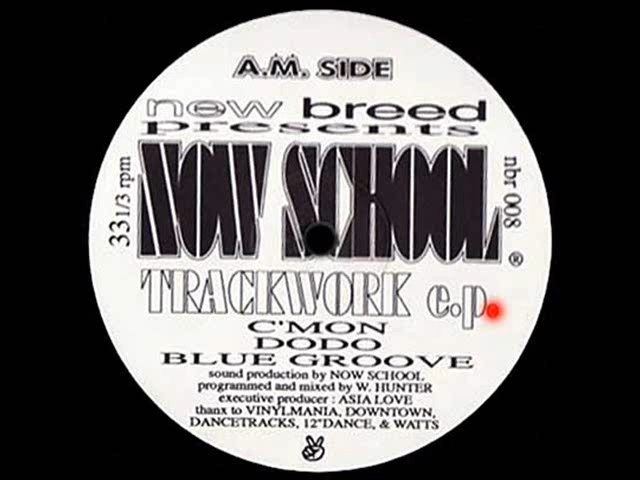 A.M. SIDE
new breed
presents
NOW SCHOOL
33 1/3 rpm
nbr 008
®
TRACKWORK e.p.
C'MON
DODO
BLUE GROOVE
sound production by NOW SCHOOL
programmed and mixed by W. HUNTER
executive producer : ASIA LOVE
thanx to VINYLMANIA, DOWNTOWN,
DANCETRACKS, 12"DANCE, & WATTS